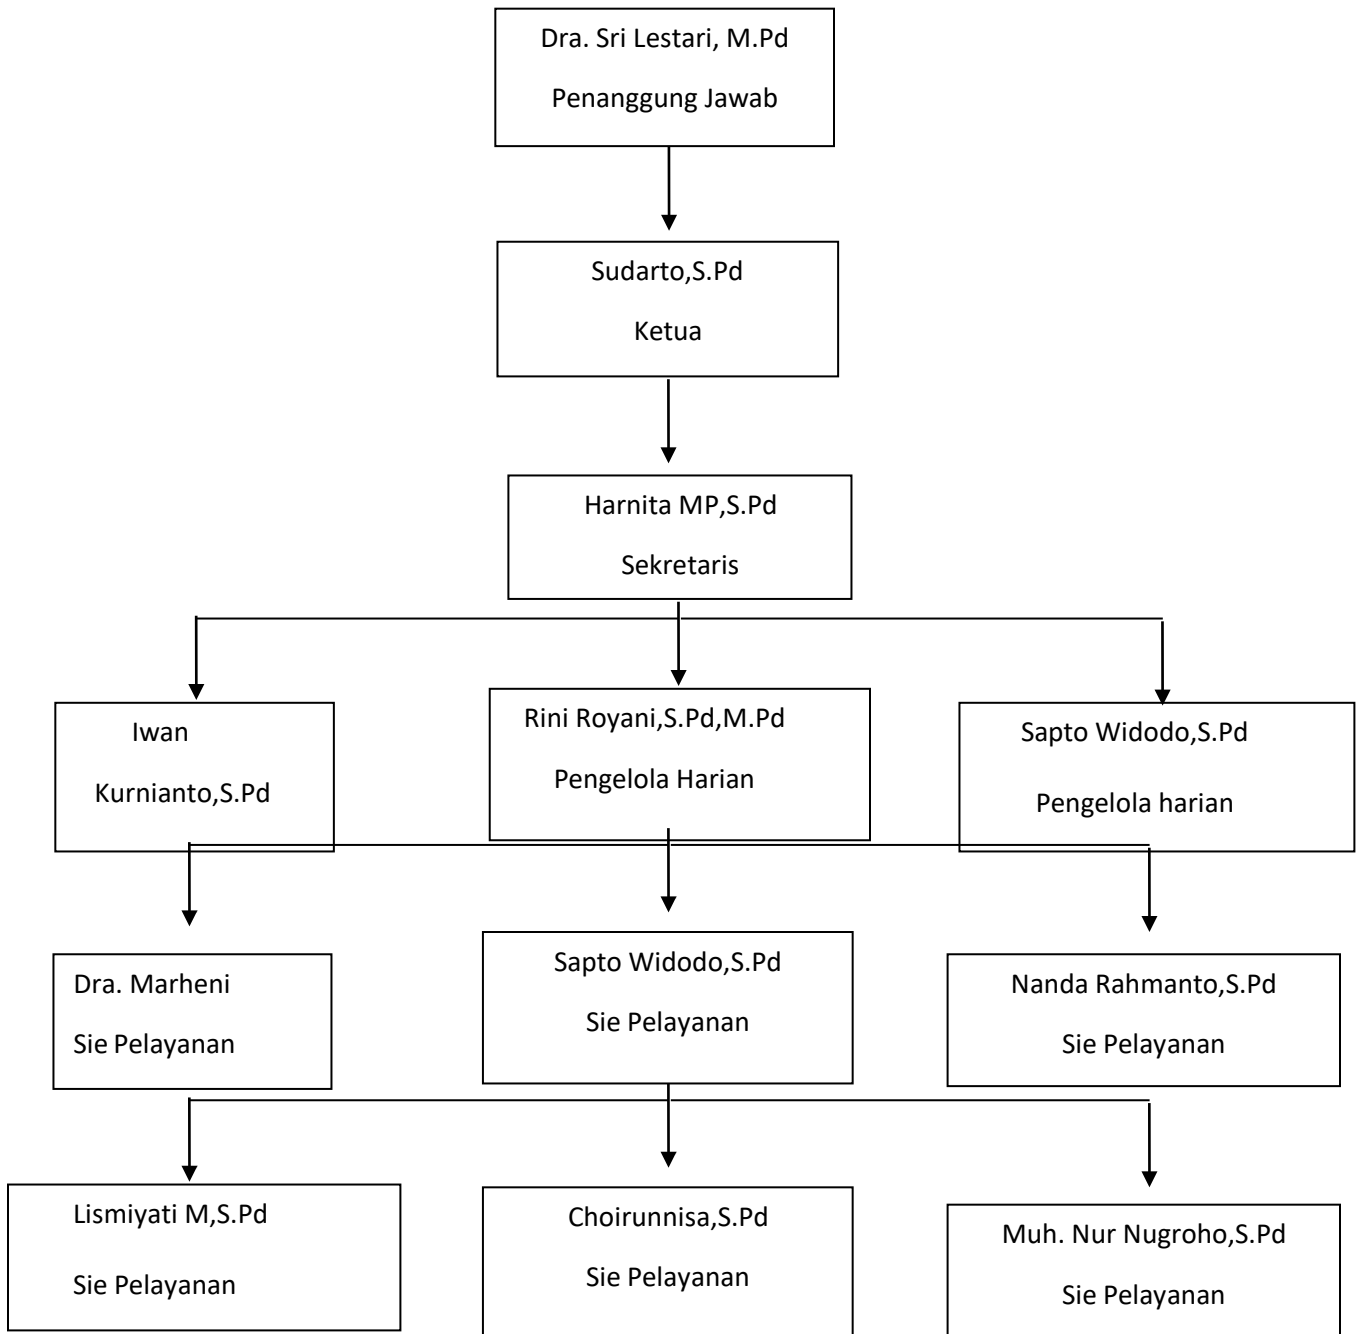 Dra. Sri Lestari, M.Pd
Penanggung Jawab
Sudarto,S.Pd
Ketua
Harnita MP,S.Pd
Sekretaris
Iwan
Kurnianto,S.Pd
Rini Royani,S.Pd,M.Pd
Pengelola Harian
Sapto Widodo,S.Pd
Pengelola harian
Dra. Marheni
Sie Pelayanan
Sapto Widodo,S.Pd
Sie Pelayanan
Nanda Rahmanto,S.Pd
Sie Pelayanan
Lismiyati M,S.Pd
Sie Pelayanan
Choirunnisa,S.Pd
Sie Pelayanan
Muh. Nur Nugroho,S.Pd
Sie Pelayanan